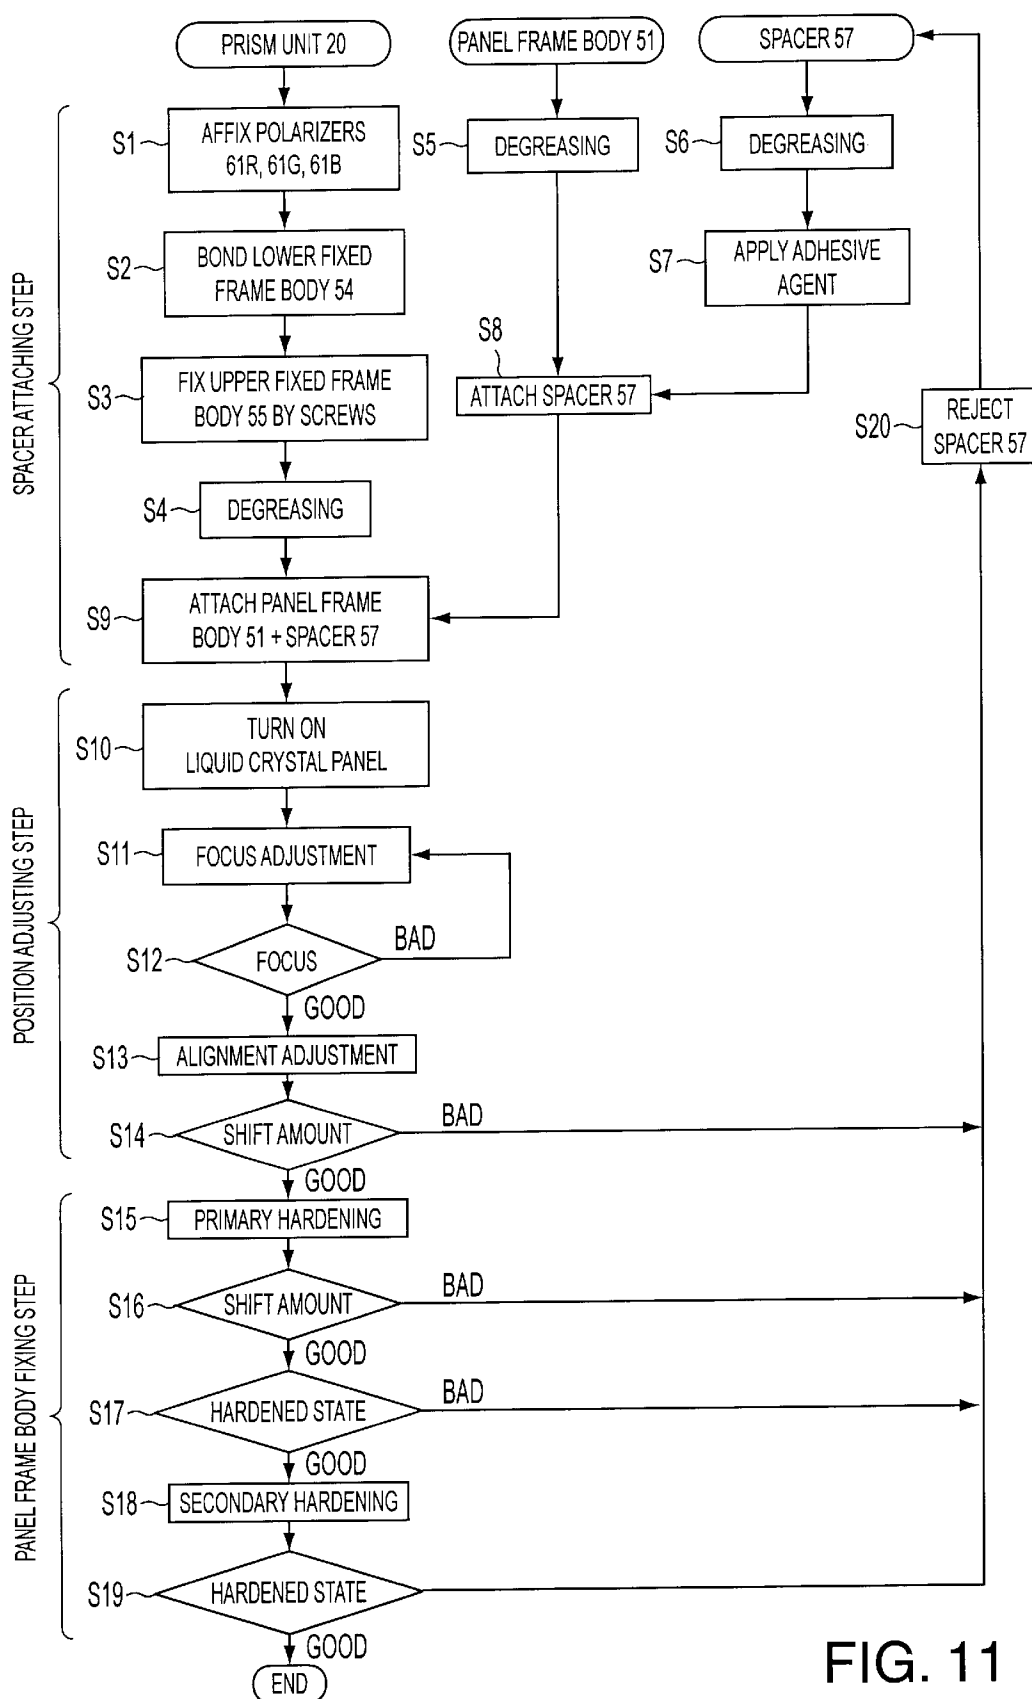 PRISM UNIT 20
PANEL FRAME BODY 51
SPACER 57
S1
AFFIX POLARIZERS
61R, 61G, 61B
S5
DEGREASING
S6
DEGREASING
S2
BOND LOWER FIXED
FRAME BODY 54
S7
APPLY ADHESIVE
AGENT
S3
FIX UPPER FIXED FRAME
BODY 55 BY SCREWS
S8
ATTACH SPACER 57
S20
REJECT
SPACER 57
S4
DEGREASING
S9
ATTACH PANEL FRAME
BODY 51 + SPACER 57
SPACER ATTACHING STEP
S10
TURN ON
LIQUID CRYSTAL PANEL
S11
FOCUS ADJUSTMENT
S12
FOCUS
BAD
GOOD
S13
ALIGNMENT ADJUSTMENT
S14
SHIFT AMOUNT
BAD
GOOD
POSITION ADJUSTING STEP
S15
PRIMARY HARDENING
S16
SHIFT AMOUNT
BAD
GOOD
S17
HARDENED STATE
BAD
GOOD
S18
SECONDARY HARDENING
S19
HARDENED STATE
GOOD
PANEL FRAME BODY FIXING STEP
END
FIG. 11